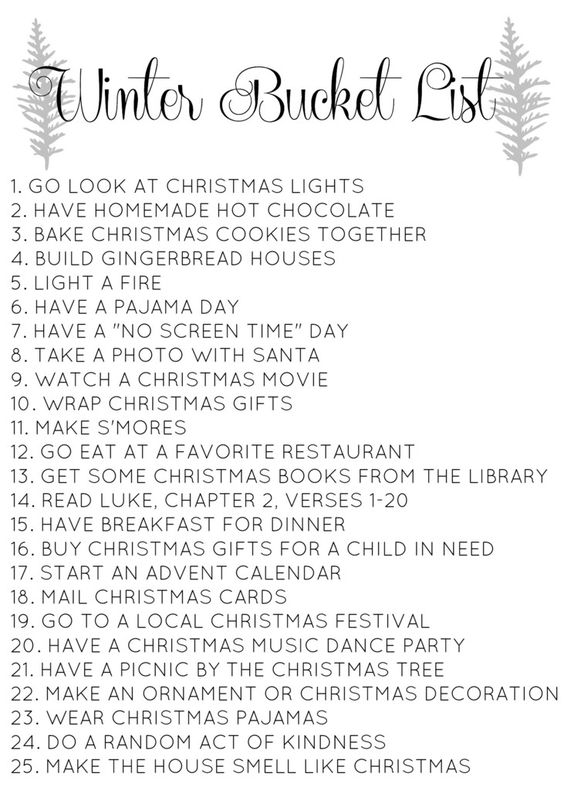 Winter Bucket List
1. GO LOOK AT CHRISTMAS LIGHTS
2. HAVE HOMEMADE HOT CHOCOLATE
3. BAKE CHRISTMAS COOKIES TOGETHER
4. BUILD GINGERBREAD HOUSES
5. LIGHT A FIRE
6. HAVE A PAJAMA DAY
7. HAVE A "NO SCREEN TIME" DAY
8. TAKE A PHOTO WITH SANTA
9. WATCH A CHRISTMAS MOVIE
10. WRAP CHRISTMAS GIFTS
11. MAKE S'MORES
12. GO EAT AT A FAVORITE RESTAURANT
13. GET SOME CHRISTMAS BOOKS FROM THE LIBRARY
14. READ LUKE, CHAPTER 2, VERSES 1-20
15. HAVE BREAKFAST FOR DINNER
16. BUY CHRISTMAS GIFTS FOR A CHILD IN NEED
17. START AN ADVENT CALENDAR
18. MAIL CHRISTMAS CARDS
19. GO TO A LOCAL CHRISTMAS FESTIVAL
20. HAVE A CHRISTMAS MUSIC DANCE PARTY
21. HAVE A PICNIC BY THE CHRISTMAS TREE
22. MAKE AN ORNAMENT OR CHRISTMAS DECORATION
23. WEAR CHRISTMAS PAJAMAS
24. DO A RANDOM ACT OF KINDNESS
25. MAKE THE HOUSE SMELL LIKE CHRISTMAS